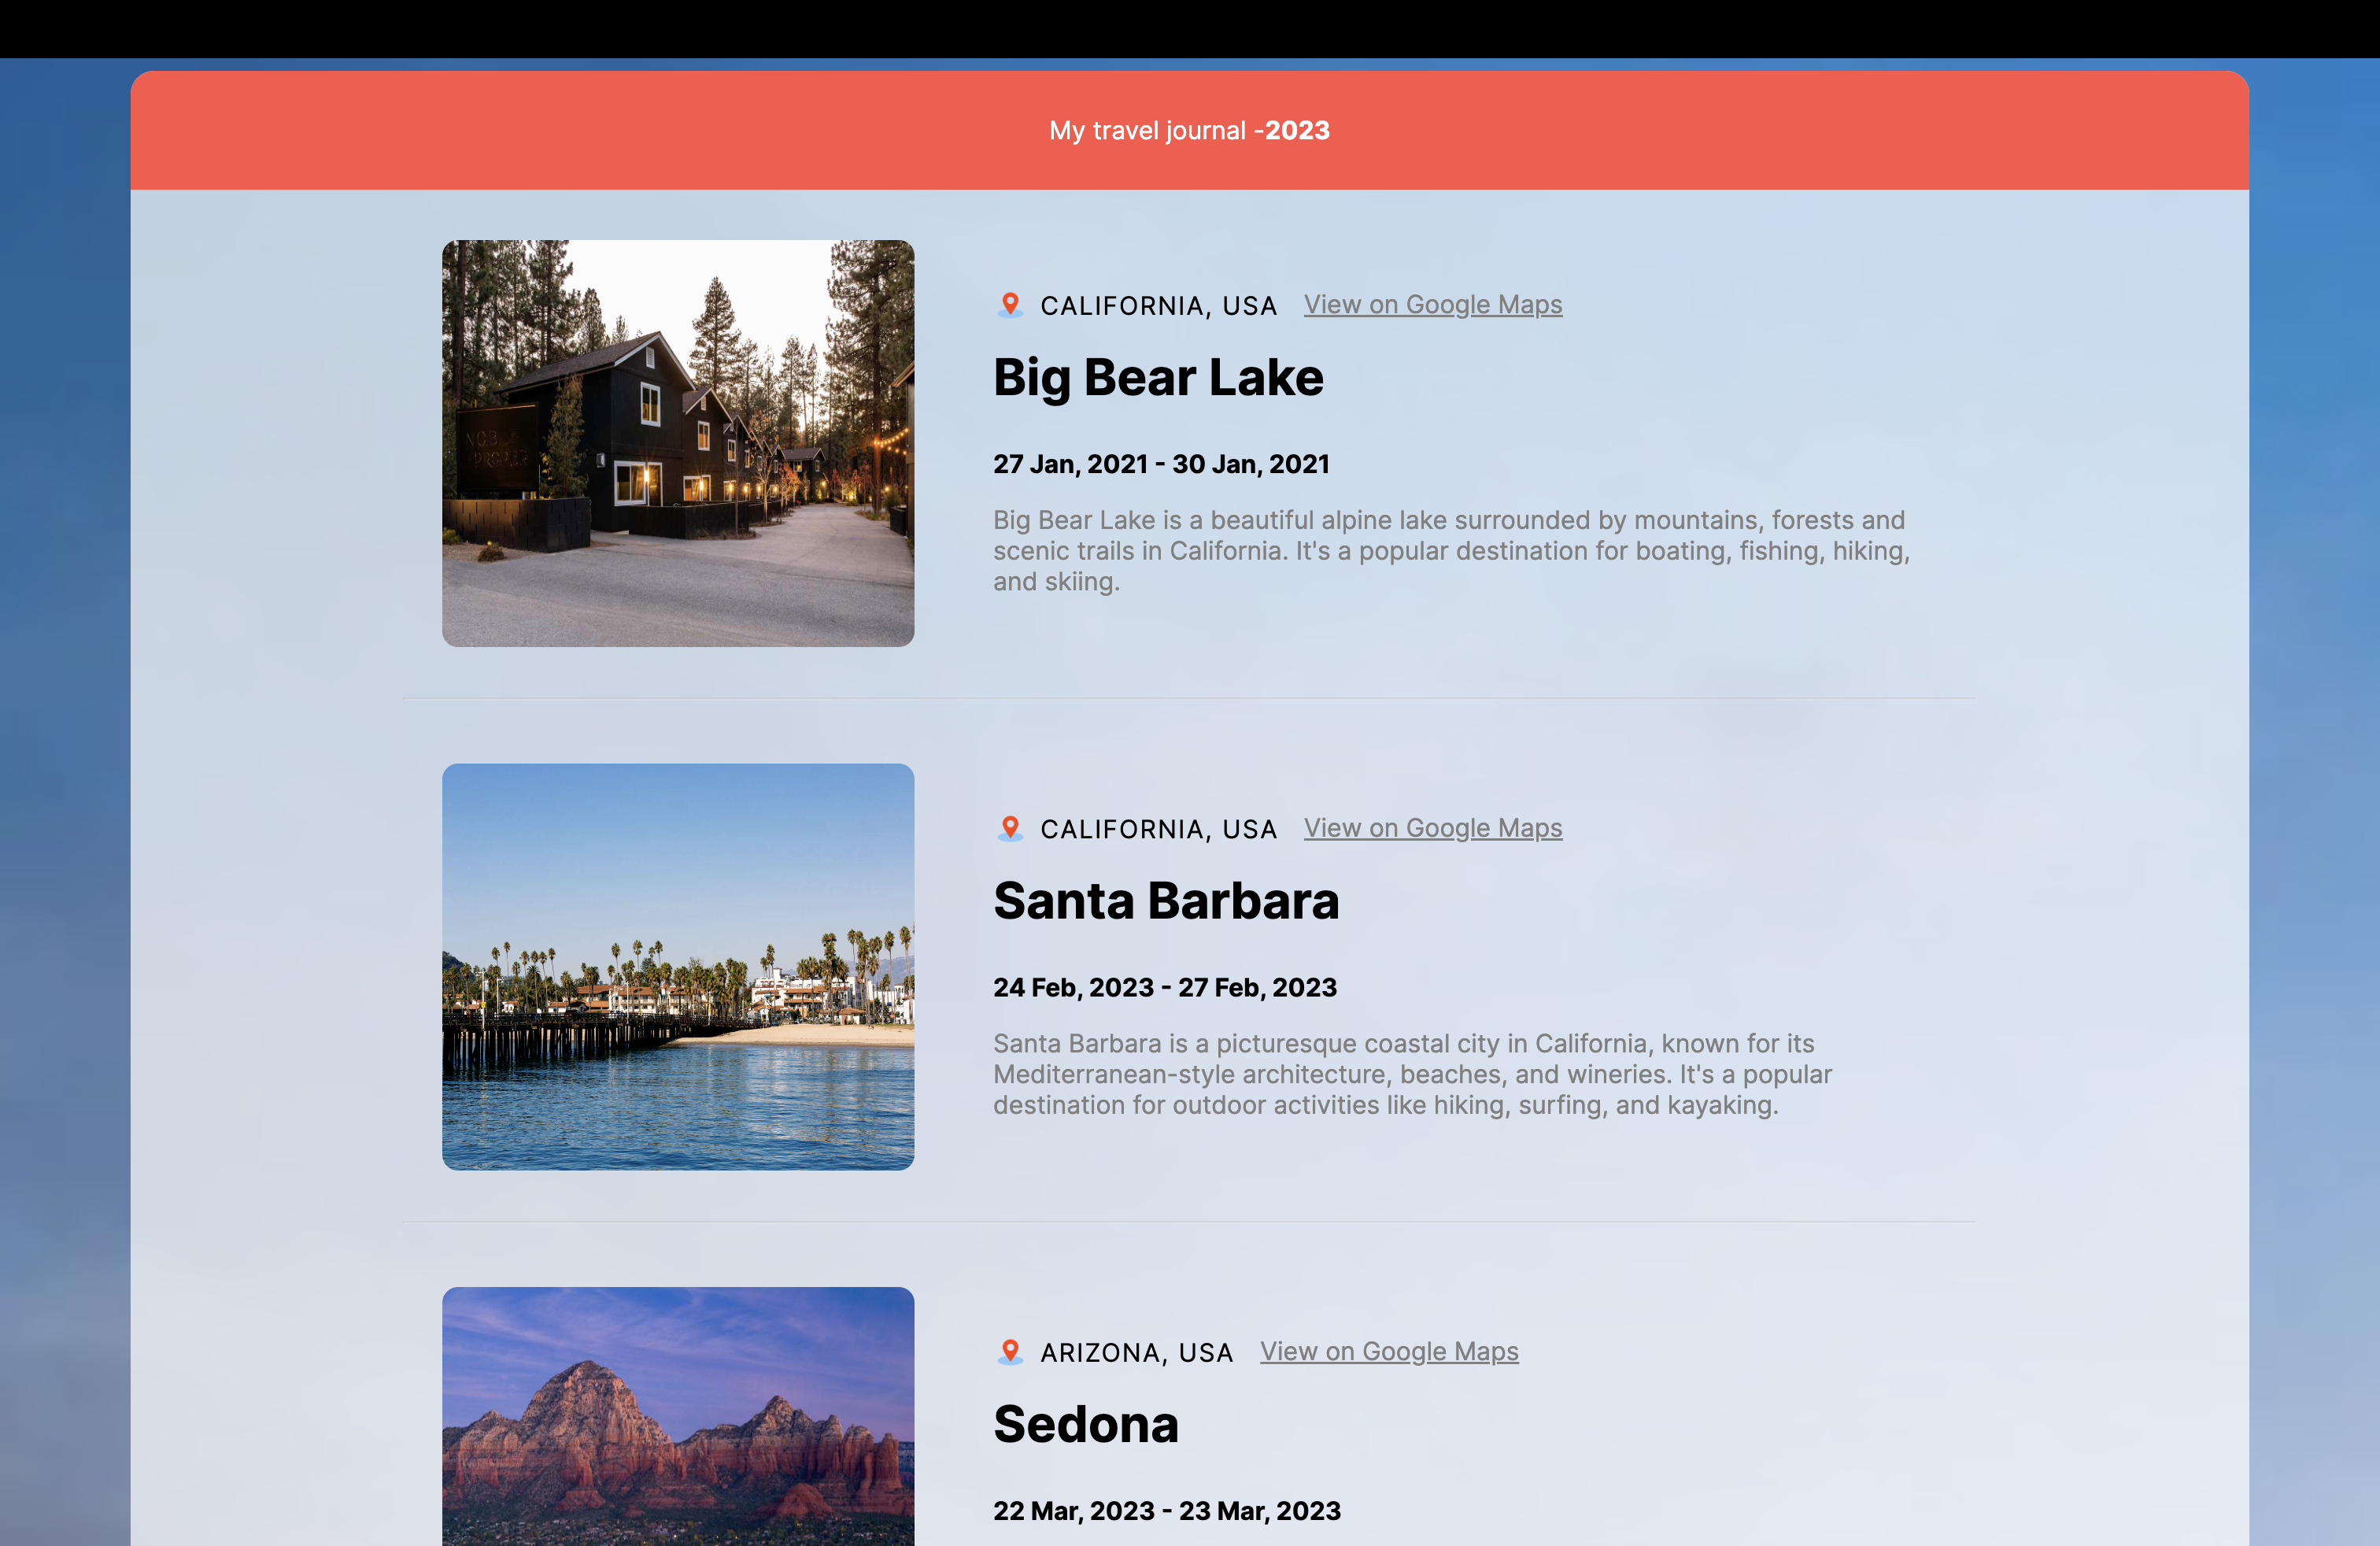 My travel journal -2023
CALIFORNIA, USA View on Google Maps
Big Bear Lake
27 Jan, 2021 - 30 Jan, 2021
Big Bear Lake is a beautiful alpine lake surrounded by mountains, forests and
scenic trails in California. It's a popular destination for boating, fishing, hiking,
and skiing.
CALIFORNIA, USA View on Google Maps
Santa Barbara
24 Feb, 2023 - 27 Feb, 2023
Santa Barbara is a picturesque coastal city in California, known for its
Mediterranean-style architecture, beaches, and wineries. It's a popular
destination for outdoor activities like hiking, surfing, and kayaking.
ARIZONA, USA View on Google Maps
Sedona
22 Mar, 2023 - 23 Mar, 2023